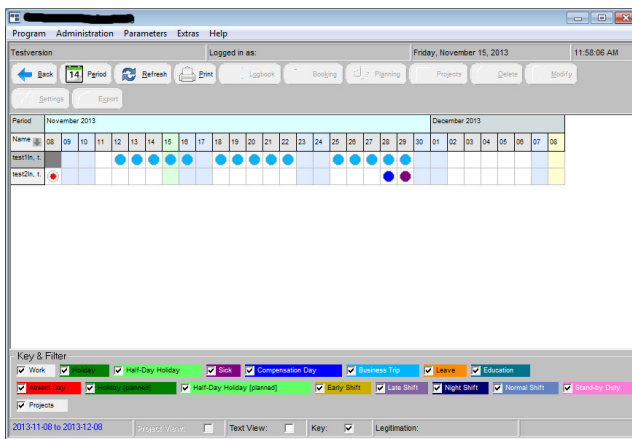 Program Administration Parameters Extras Help
Testversion Logged in as: Friday, November 15, 2013 11:58:06 AM
Back 14 Period Refresh Print Logbook Booking Planning Projects Delete Modify
Settings Export
Period November 2013 December 2013
Name 08 09 10 11 12 13 14 15 16 17 18 19 20 21 22 23 24 25 26 27 28 29 30 01 02 03 04 05 06 07 08
test1ln, t.
test2ln, t.
Key & Filter
Work Holiday Half-Day Holiday Sick Compensation Day Business Trip Leave Education
Absent Day Holiday [planned] Half-Day Holiday [planned] Early Shift Late Shift Night Shift Normal Shift Stand-by Duty
Projects
2013-11-08 to 2013-12-08 Project View: Text View: Key: Legitimation: